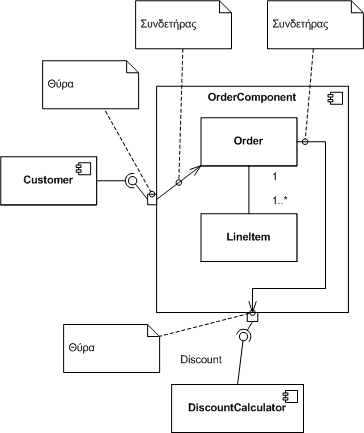 Συνδετήρας
Συνδετήρας
Θύρα
OrderComponent
Order
Customer
1
1..*
LineItem
Θύρα
Discount
DiscountCalculator